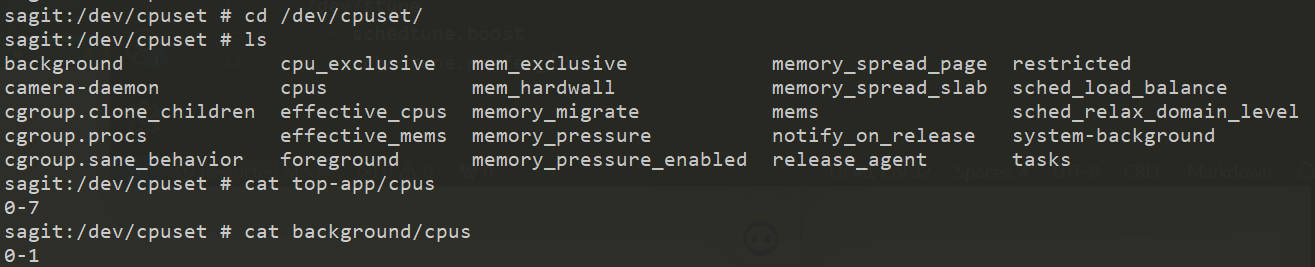 sagit:/dev/cpuset # cd /dev/cpuset/
sagit:/dev/cpuset # ls
background cpu_exclusive mem_exclusive memory_spread_page restricted
camera-daemon cpus mem_hardwall memory_spread_slab sched_load_balance
cgroup.clone_children effective_cpus memory_migrate mems sched_relax_domain_level
cgroup.procs effective_mems memory_pressure notify_on_release system-background
cgroup.sane_behavior foreground memory_pressure_enabled release_agent tasks
sagit:/dev/cpuset # cat top-app/cpus
0-7
sagit:/dev/cpuset # cat background/cpus
0-1